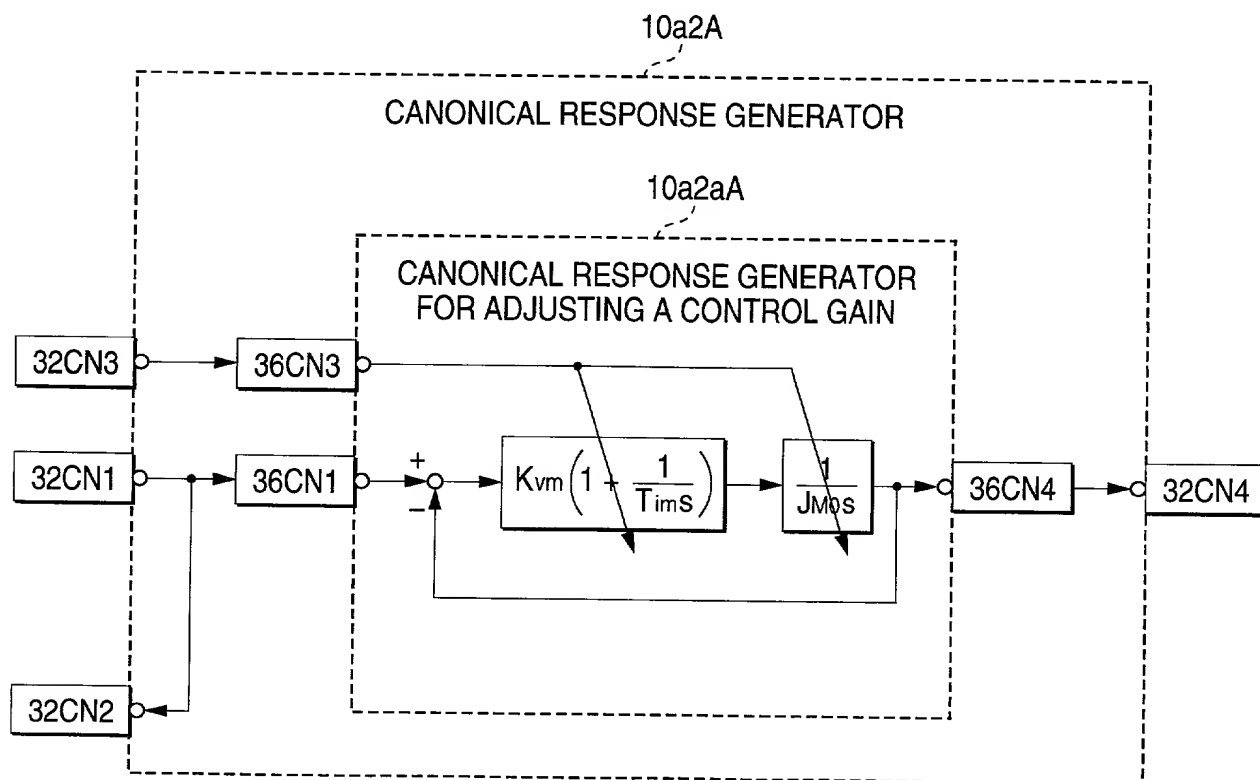 10a2A
CANONICAL RESPONSE GENERATOR
10a2aA
CANONICAL RESPONSE GENERATOR
FOR ADJUSTING A CONTROL GAIN
32CN3
36CN3
32CN1
36CN1
+
−
Kvm(1 + 1/Tims)
1/JM0s
36CN4
32CN4
32CN2